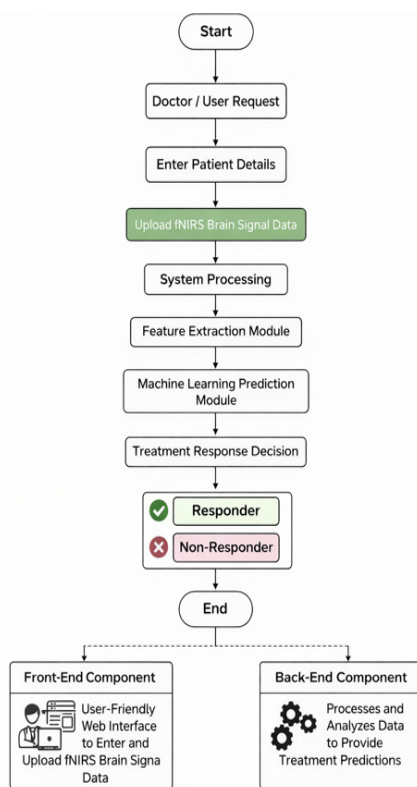 Start
Doctor / User Request
Enter Patient Details
Upload fNIRS Brain Signal Data
System Processing
Feature Extraction Module
Machine Learning Prediction
Module
Treatment Response Decision
Responder
Non-Responder
End
Front-End Component
User-Friendly
Web Interface
to Enter and
Upload fNIRS Brain Signa
Data
Back-End Component
Processes and
Analyzes Data
to Provide
Treatment Predictions